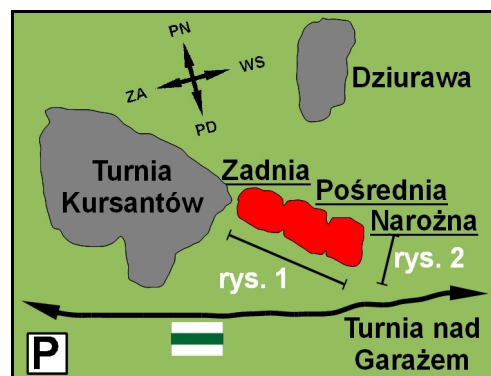 PN
WS
ZA
PD
Dziurawa
Turnia
Kursantów
Zadnia
Pośrednia
Narożna
rys. 1
rys. 2
P
Turnia nad
Garażem